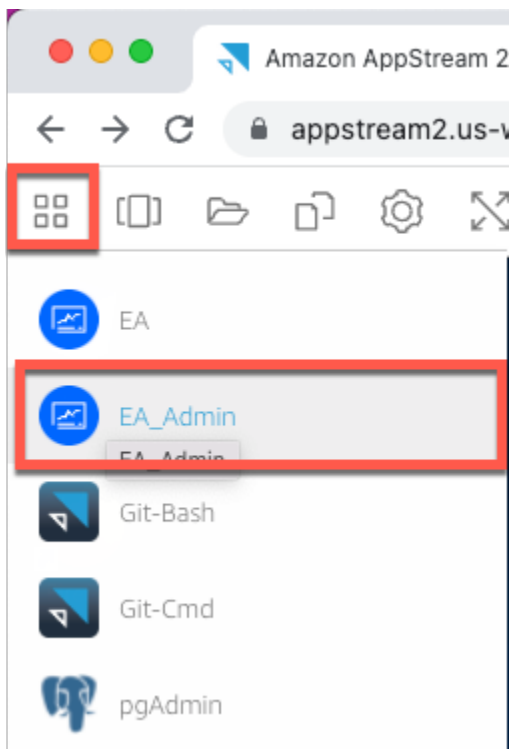 Amazon AppStream 2
appstream2.us-w
EA
EA_Admin
EA_Admin
Git-Bash
Git-Cmd
pgAdmin